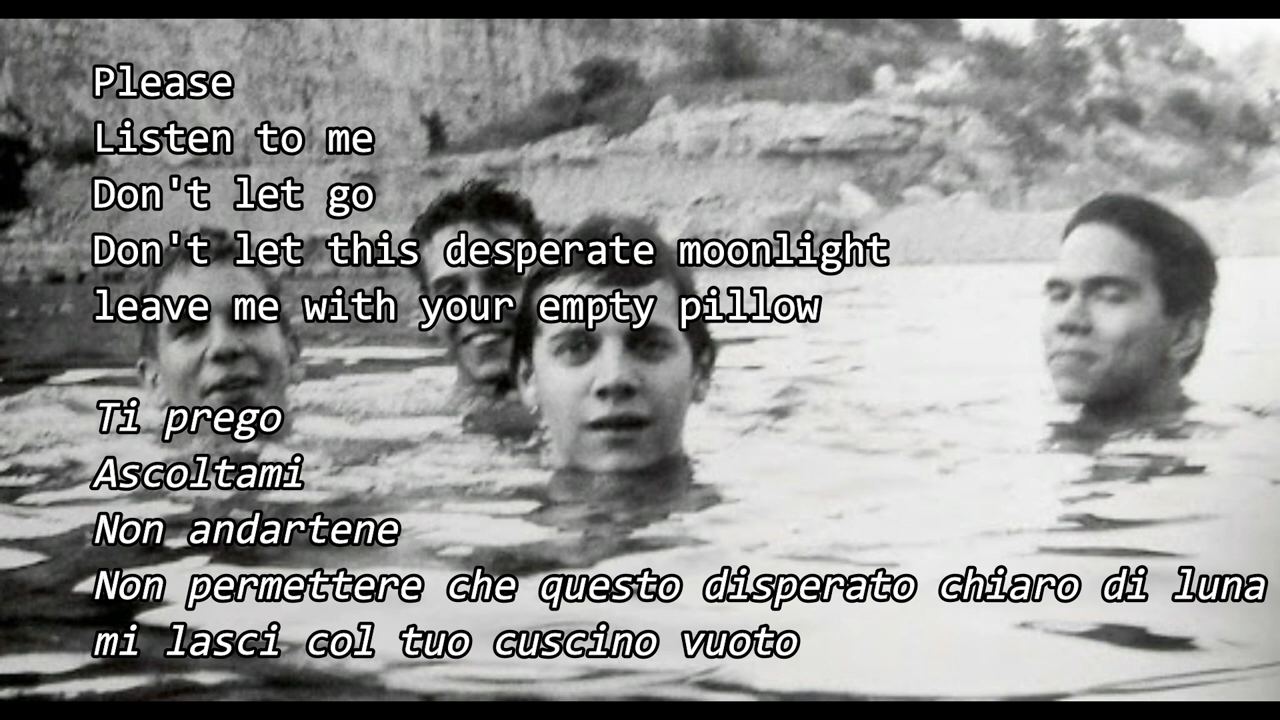 Please
Listen to me
Don't let go
Don't let this desperate moonlight
leave me with your empty pillow
Ti prego
Ascoltami
Non andartene
Non permettere che questo disperato chiaro di luna
mi lasci col tuo cuscino vuoto